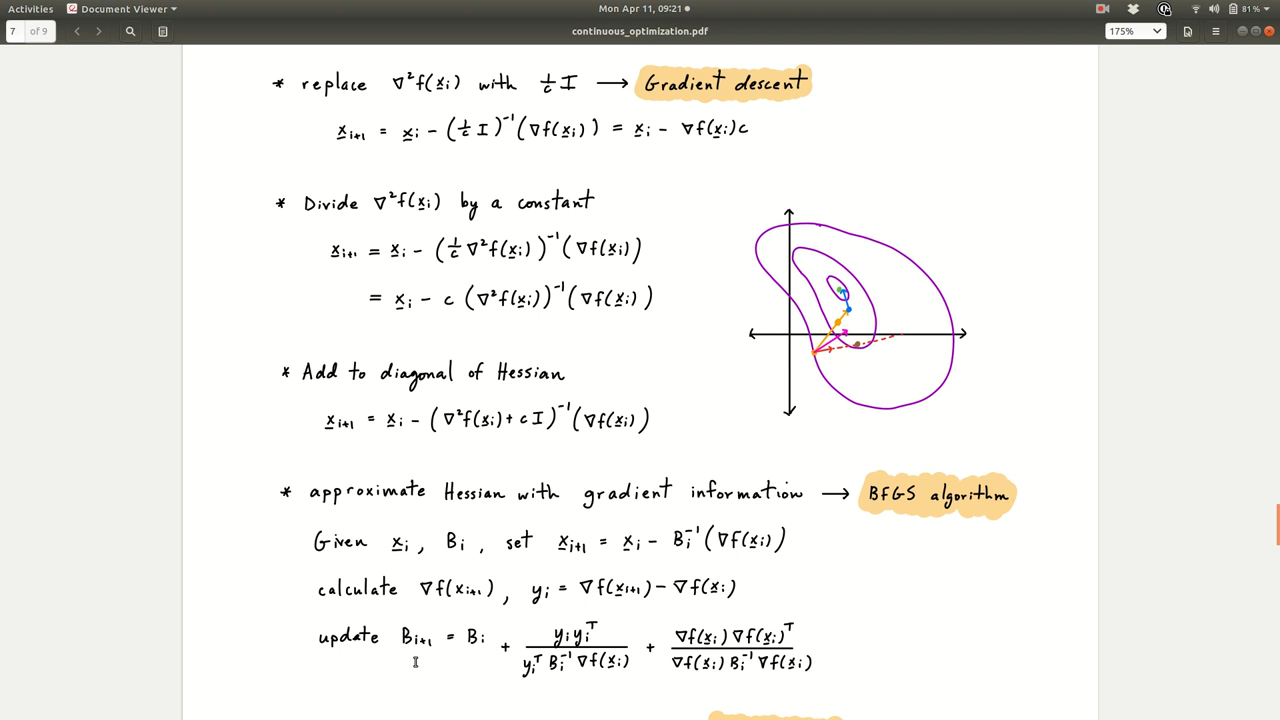 Activities Document Viewer Mon Apr 11, 09:21 81%
7 of 9 continuous_optimization.pdf 175%
* replace ∇²f(x̲ᵢ) with 1/c I ⟶ Gradient descent
x̲ᵢ₊₁ = x̲ᵢ - (1/c I)⁻¹(∇f(x̲ᵢ)) = x̲ᵢ - ∇f(x̲ᵢ)c
* Divide ∇²f(x̲ᵢ) by a constant
x̲ᵢ₊₁ = x̲ᵢ - (1/c ∇²f(x̲ᵢ))⁻¹(∇f(x̲ᵢ))
= x̲ᵢ - c (∇²f(x̲ᵢ))⁻¹(∇f(x̲ᵢ))
* Add to diagonal of Hessian
x̲ᵢ₊₁ = x̲ᵢ - (∇²f(x̲ᵢ) + c I)⁻¹(∇f(x̲ᵢ))
* approximate Hessian with gradient information ⟶ BFGS algorithm
Given x̲ᵢ, Bᵢ, set x̲ᵢ₊₁ = x̲ᵢ - Bᵢ⁻¹(∇f(x̲ᵢ))
calculate ∇f(xᵢ₊₁), yᵢ = ∇f(x̲ᵢ₊₁) - ∇f(x̲ᵢ)
update Bᵢ₊₁ = Bᵢ + yᵢyᵢᵀ / yᵢᵀ Bᵢ⁻¹ ∇f(x̲ᵢ) + ∇f(x̲ᵢ) ∇f(x̲ᵢ)ᵀ / ∇f(x̲ᵢ) Bᵢ⁻¹ ∇f(x̲ᵢ)